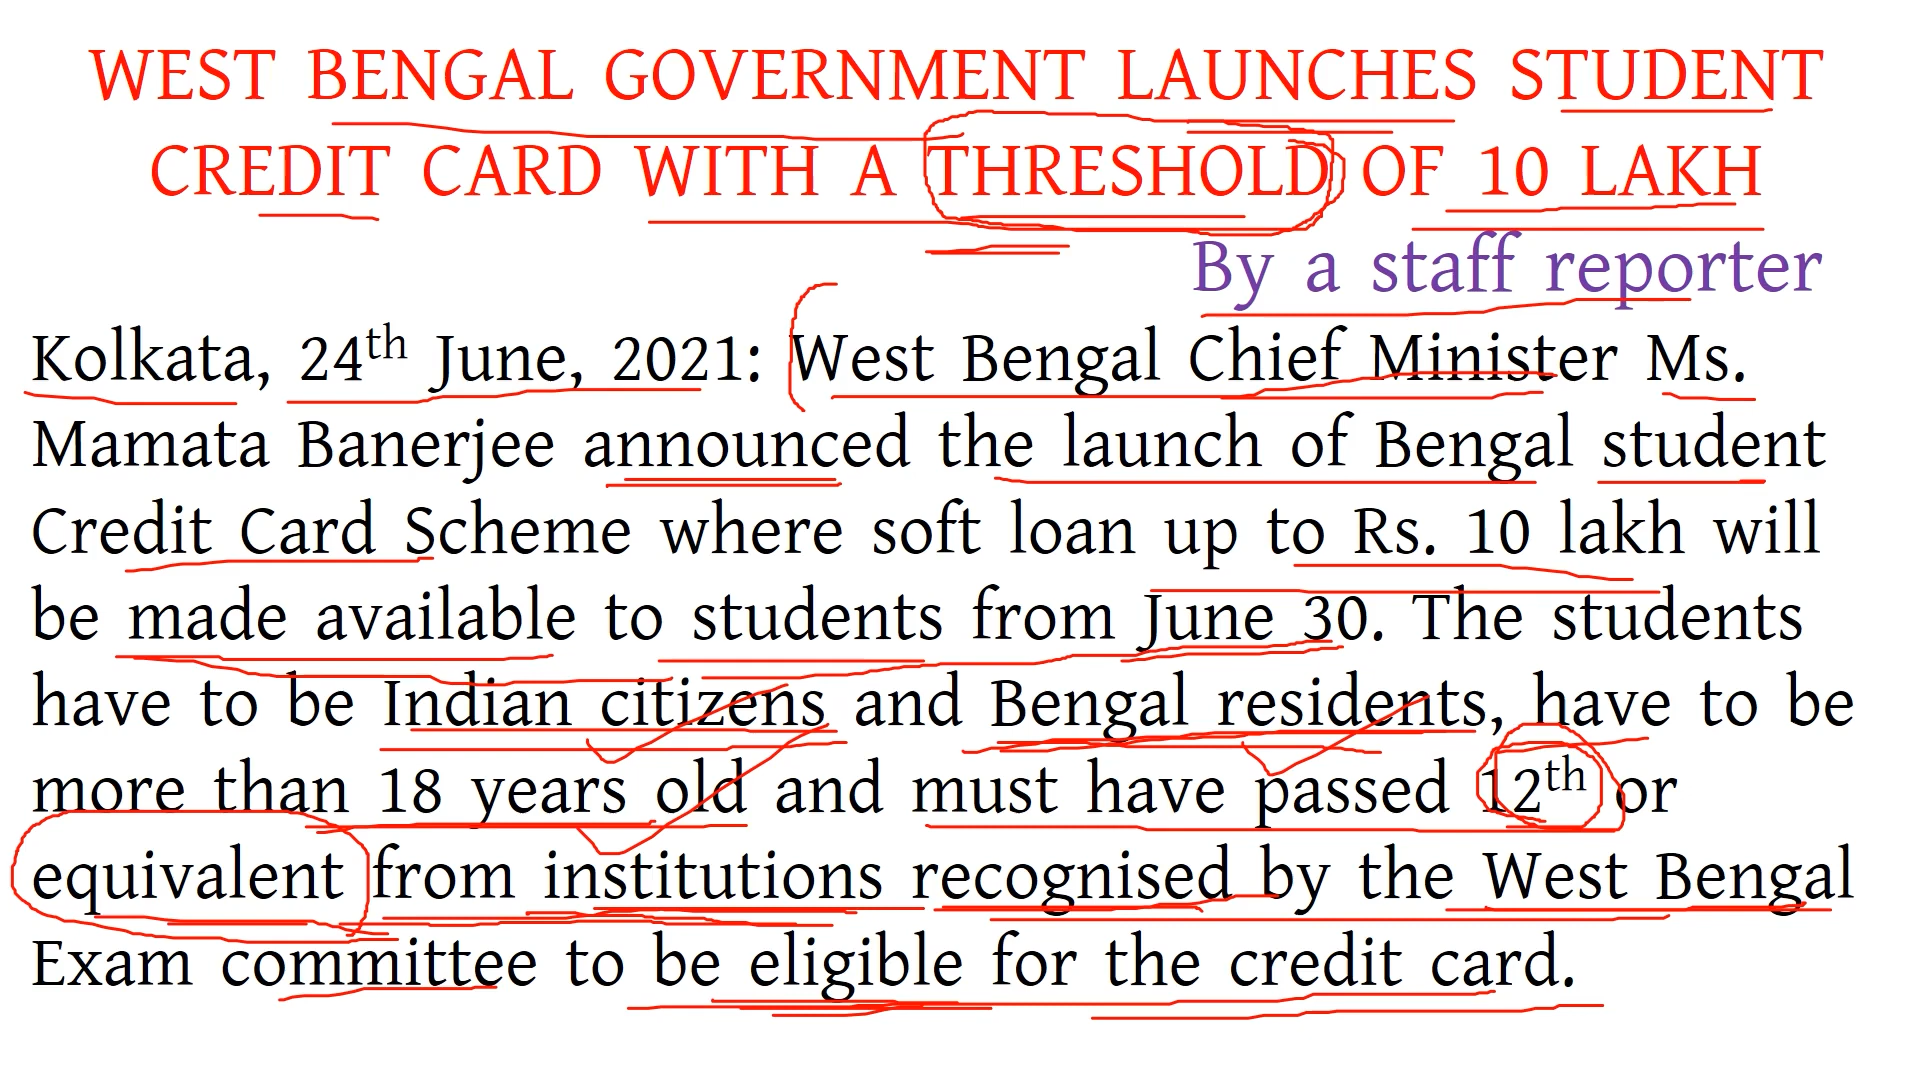 WEST BENGAL GOVERNMENT LAUNCHES STUDENT
CREDIT CARD WITH A THRESHOLD OF 10 LAKH
By a staff reporter
Kolkata, 24th June, 2021: West Bengal Chief Minister Ms.
Mamata Banerjee announced the launch of Bengal student
Credit Card Scheme where soft loan up to Rs. 10 lakh will
be made available to students from June 30. The students
have to be Indian citizens and Bengal residents, have to be
more than 18 years old and must have passed 12th or
equivalent from institutions recognised by the West Bengal
Exam committee to be eligible for the credit card.